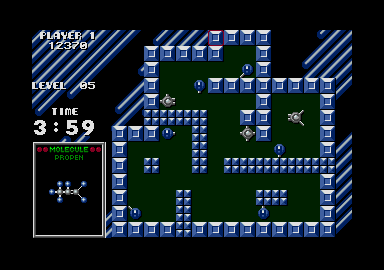 PLAYER 1
12370
LEVEL 05
TIME
3:59
MOLECULE
PROPEN